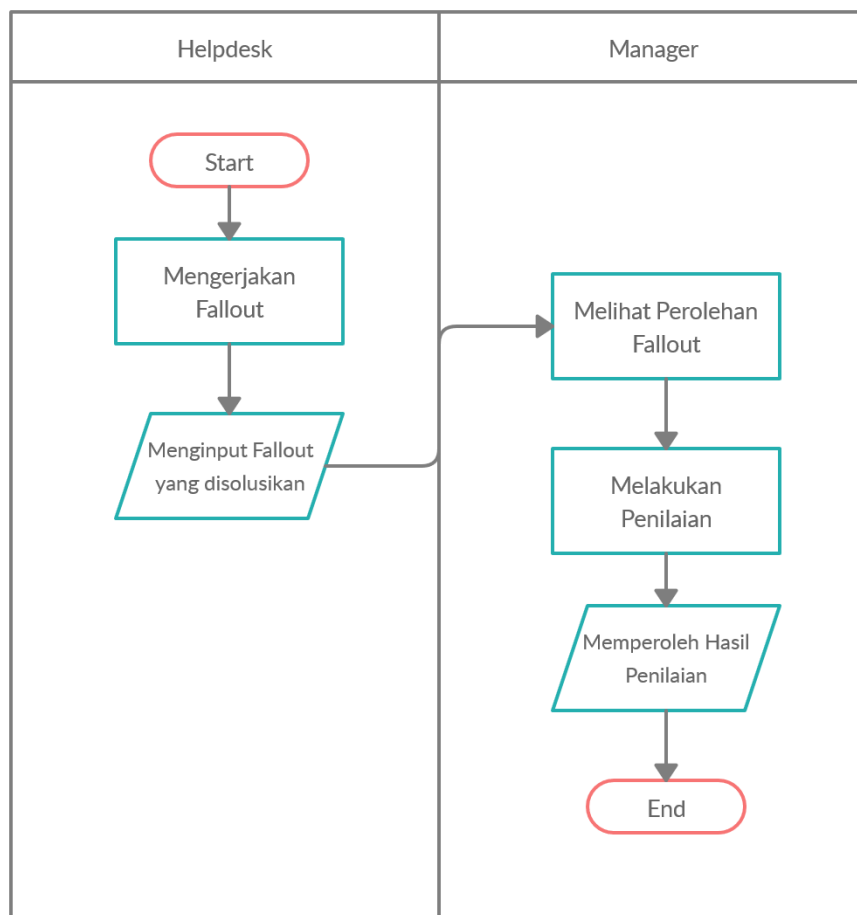 Helpdesk
Manager
Start
Mengerjakan
Fallout
Menginput Fallout
yang disolusikan
Melihat Perolehan
Fallout
Melakukan
Penilaian
Memperoleh Hasil
Penilaian
End